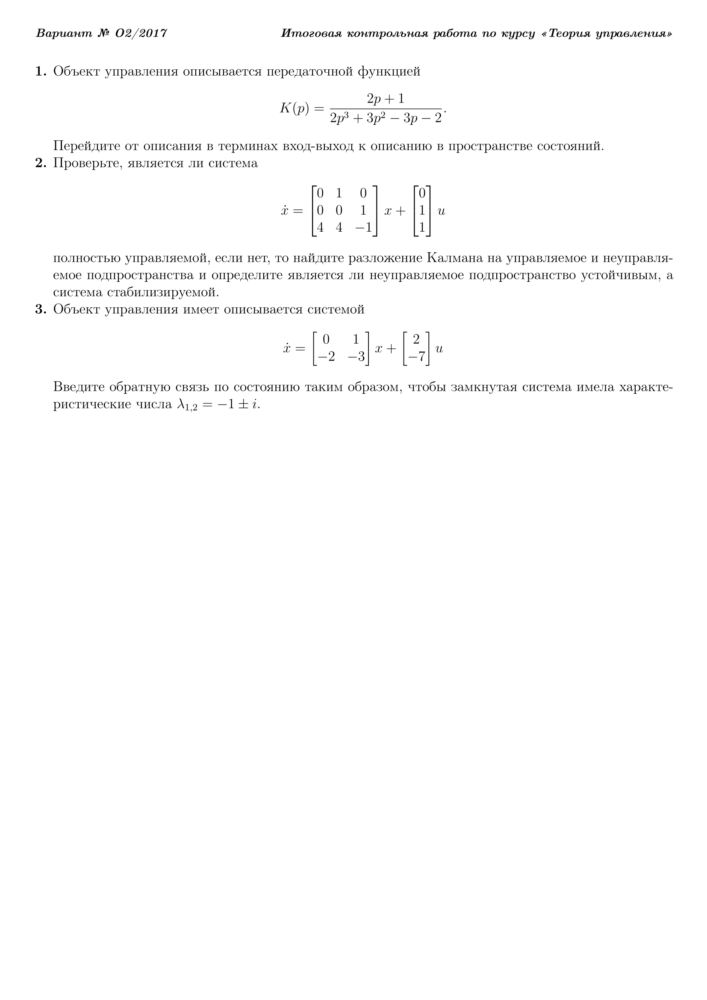 Вариант № О2/2017 Итоговая контрольная работа по курсу «Теория управления»
1. Объект управления описывается передаточной функцией
K(p) = \frac{2p + 1}{2p^3 + 3p^2 − 3p − 2}.
Перейдите от описания в терминах вход-выход к описанию в пространстве состояний.
2. Проверьте, является ли система
\dot{x} = \begin{bmatrix} 0 & 1 & 0 \\ 0 & 0 & 1 \\ 4 & 4 & −1 \end{bmatrix} x + \begin{bmatrix} 0 \\ 1 \\ 1 \end{bmatrix} u
полностью управляемой, если нет, то найдите разложение Калмана на управляемое и неуправля-
емое подпространства и определите является ли неуправляемое подпространство устойчивым, а
система стабилизируемой.
3. Объект управления имеет описывается системой
\dot{x} = \begin{bmatrix} 0 & 1 \\ −2 & −3 \end{bmatrix} x + \begin{bmatrix} 2 \\ −7 \end{bmatrix} u
Введите обратную связь по состоянию таким образом, чтобы замкнутая система имела характе-
ристические числа λ_{1,2} = −1 ± i.